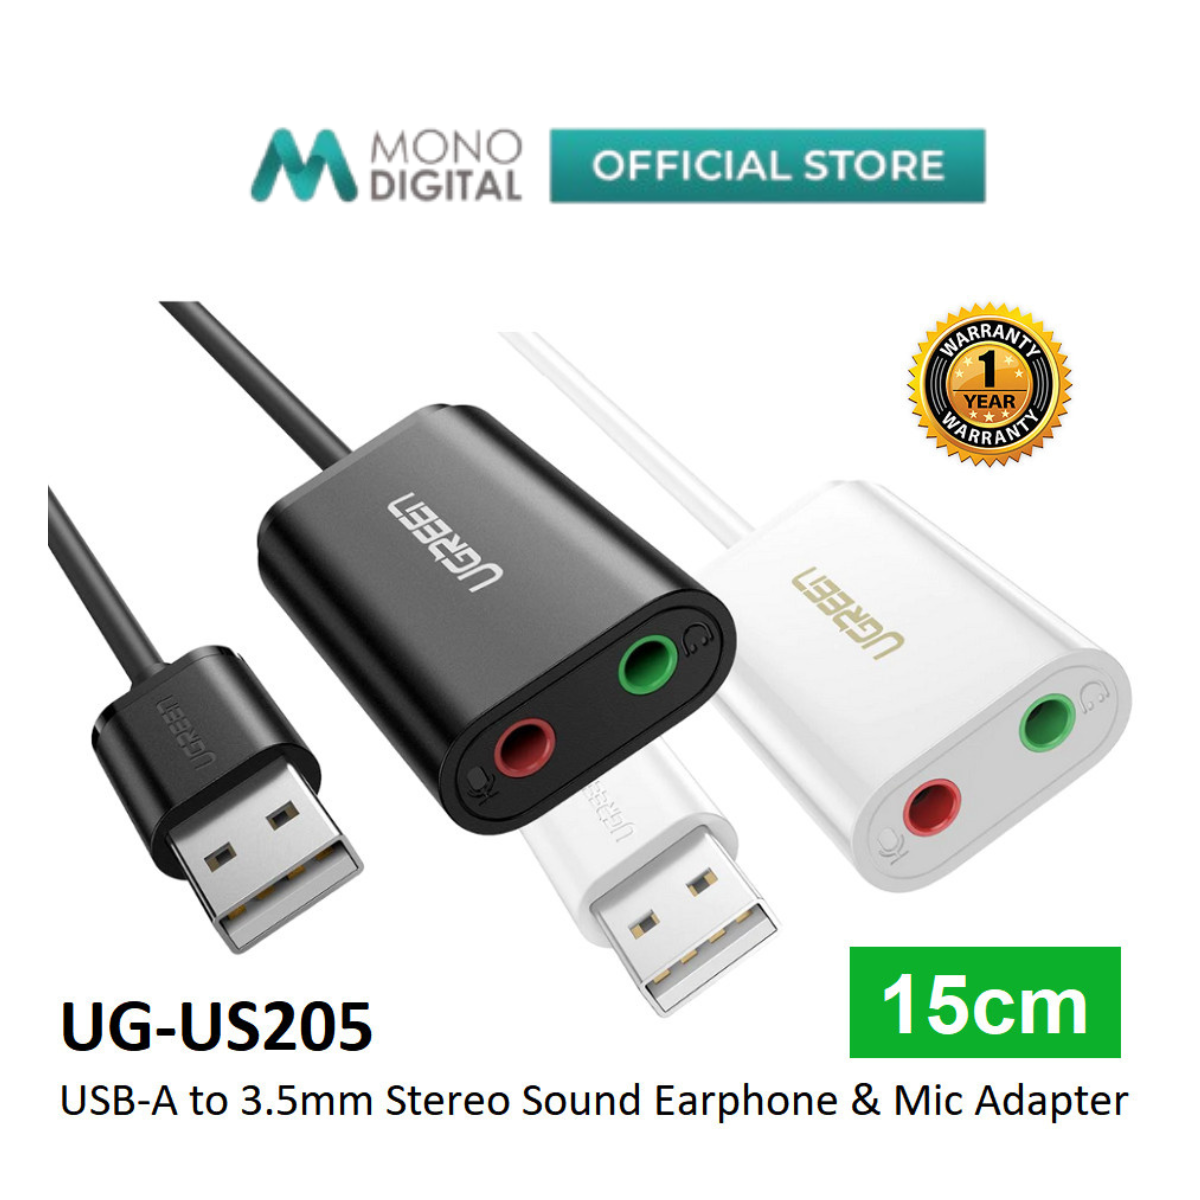 MONO
DIGITAL
OFFICIAL STORE
WARRANTY
1
YEAR
WARRANTY
UGREEN
UGREEN
UGREEN
UGREEN
15cm
UG-US205
USB-A to 3.5mm Stereo Sound Earphone & Mic Adapter